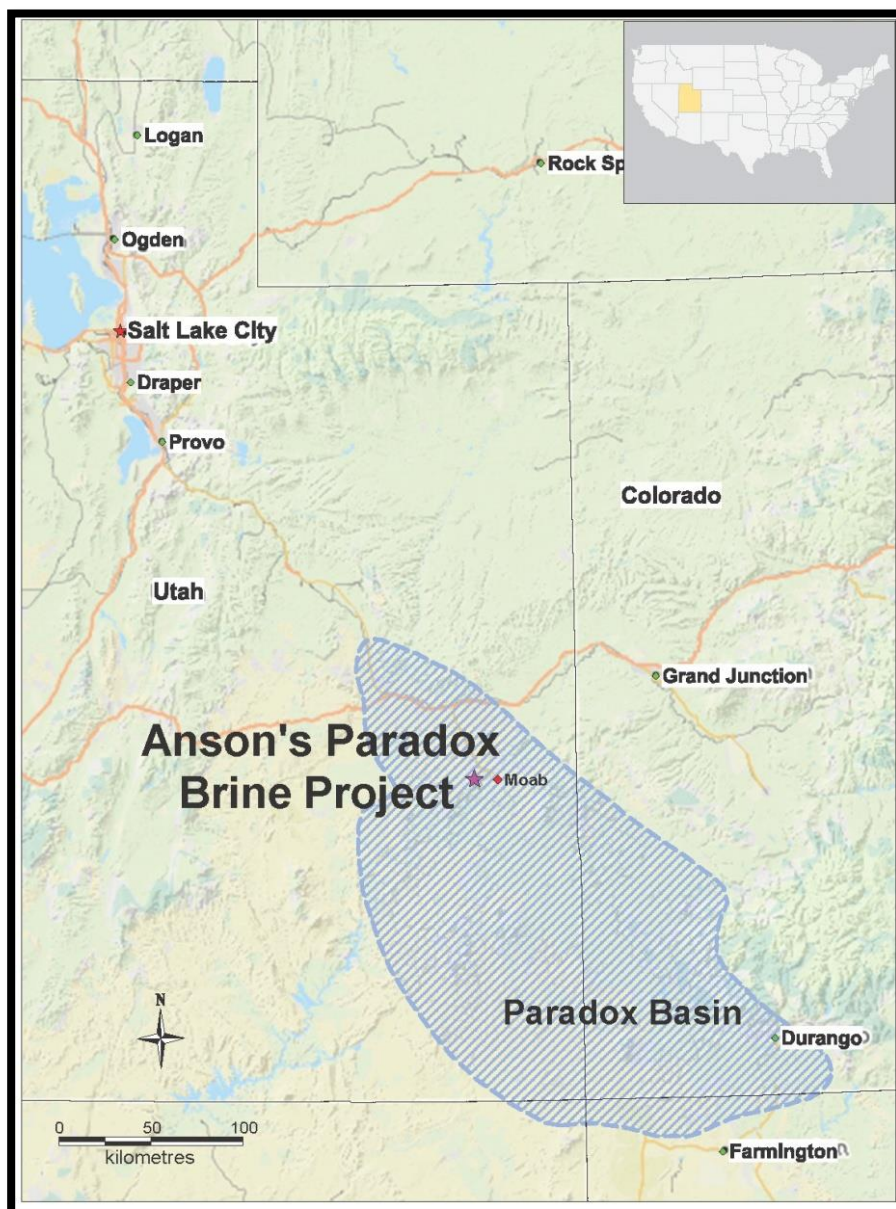 Logan
Rock Sp
Ogden
Salt Lake CIty
Draper
Provo
Colorado
Utah
Grand Junction
Anson's Paradox
Brine Project
Moab
Paradox Basin
N
Durango
0 50 100
kilometres
FarmIngton